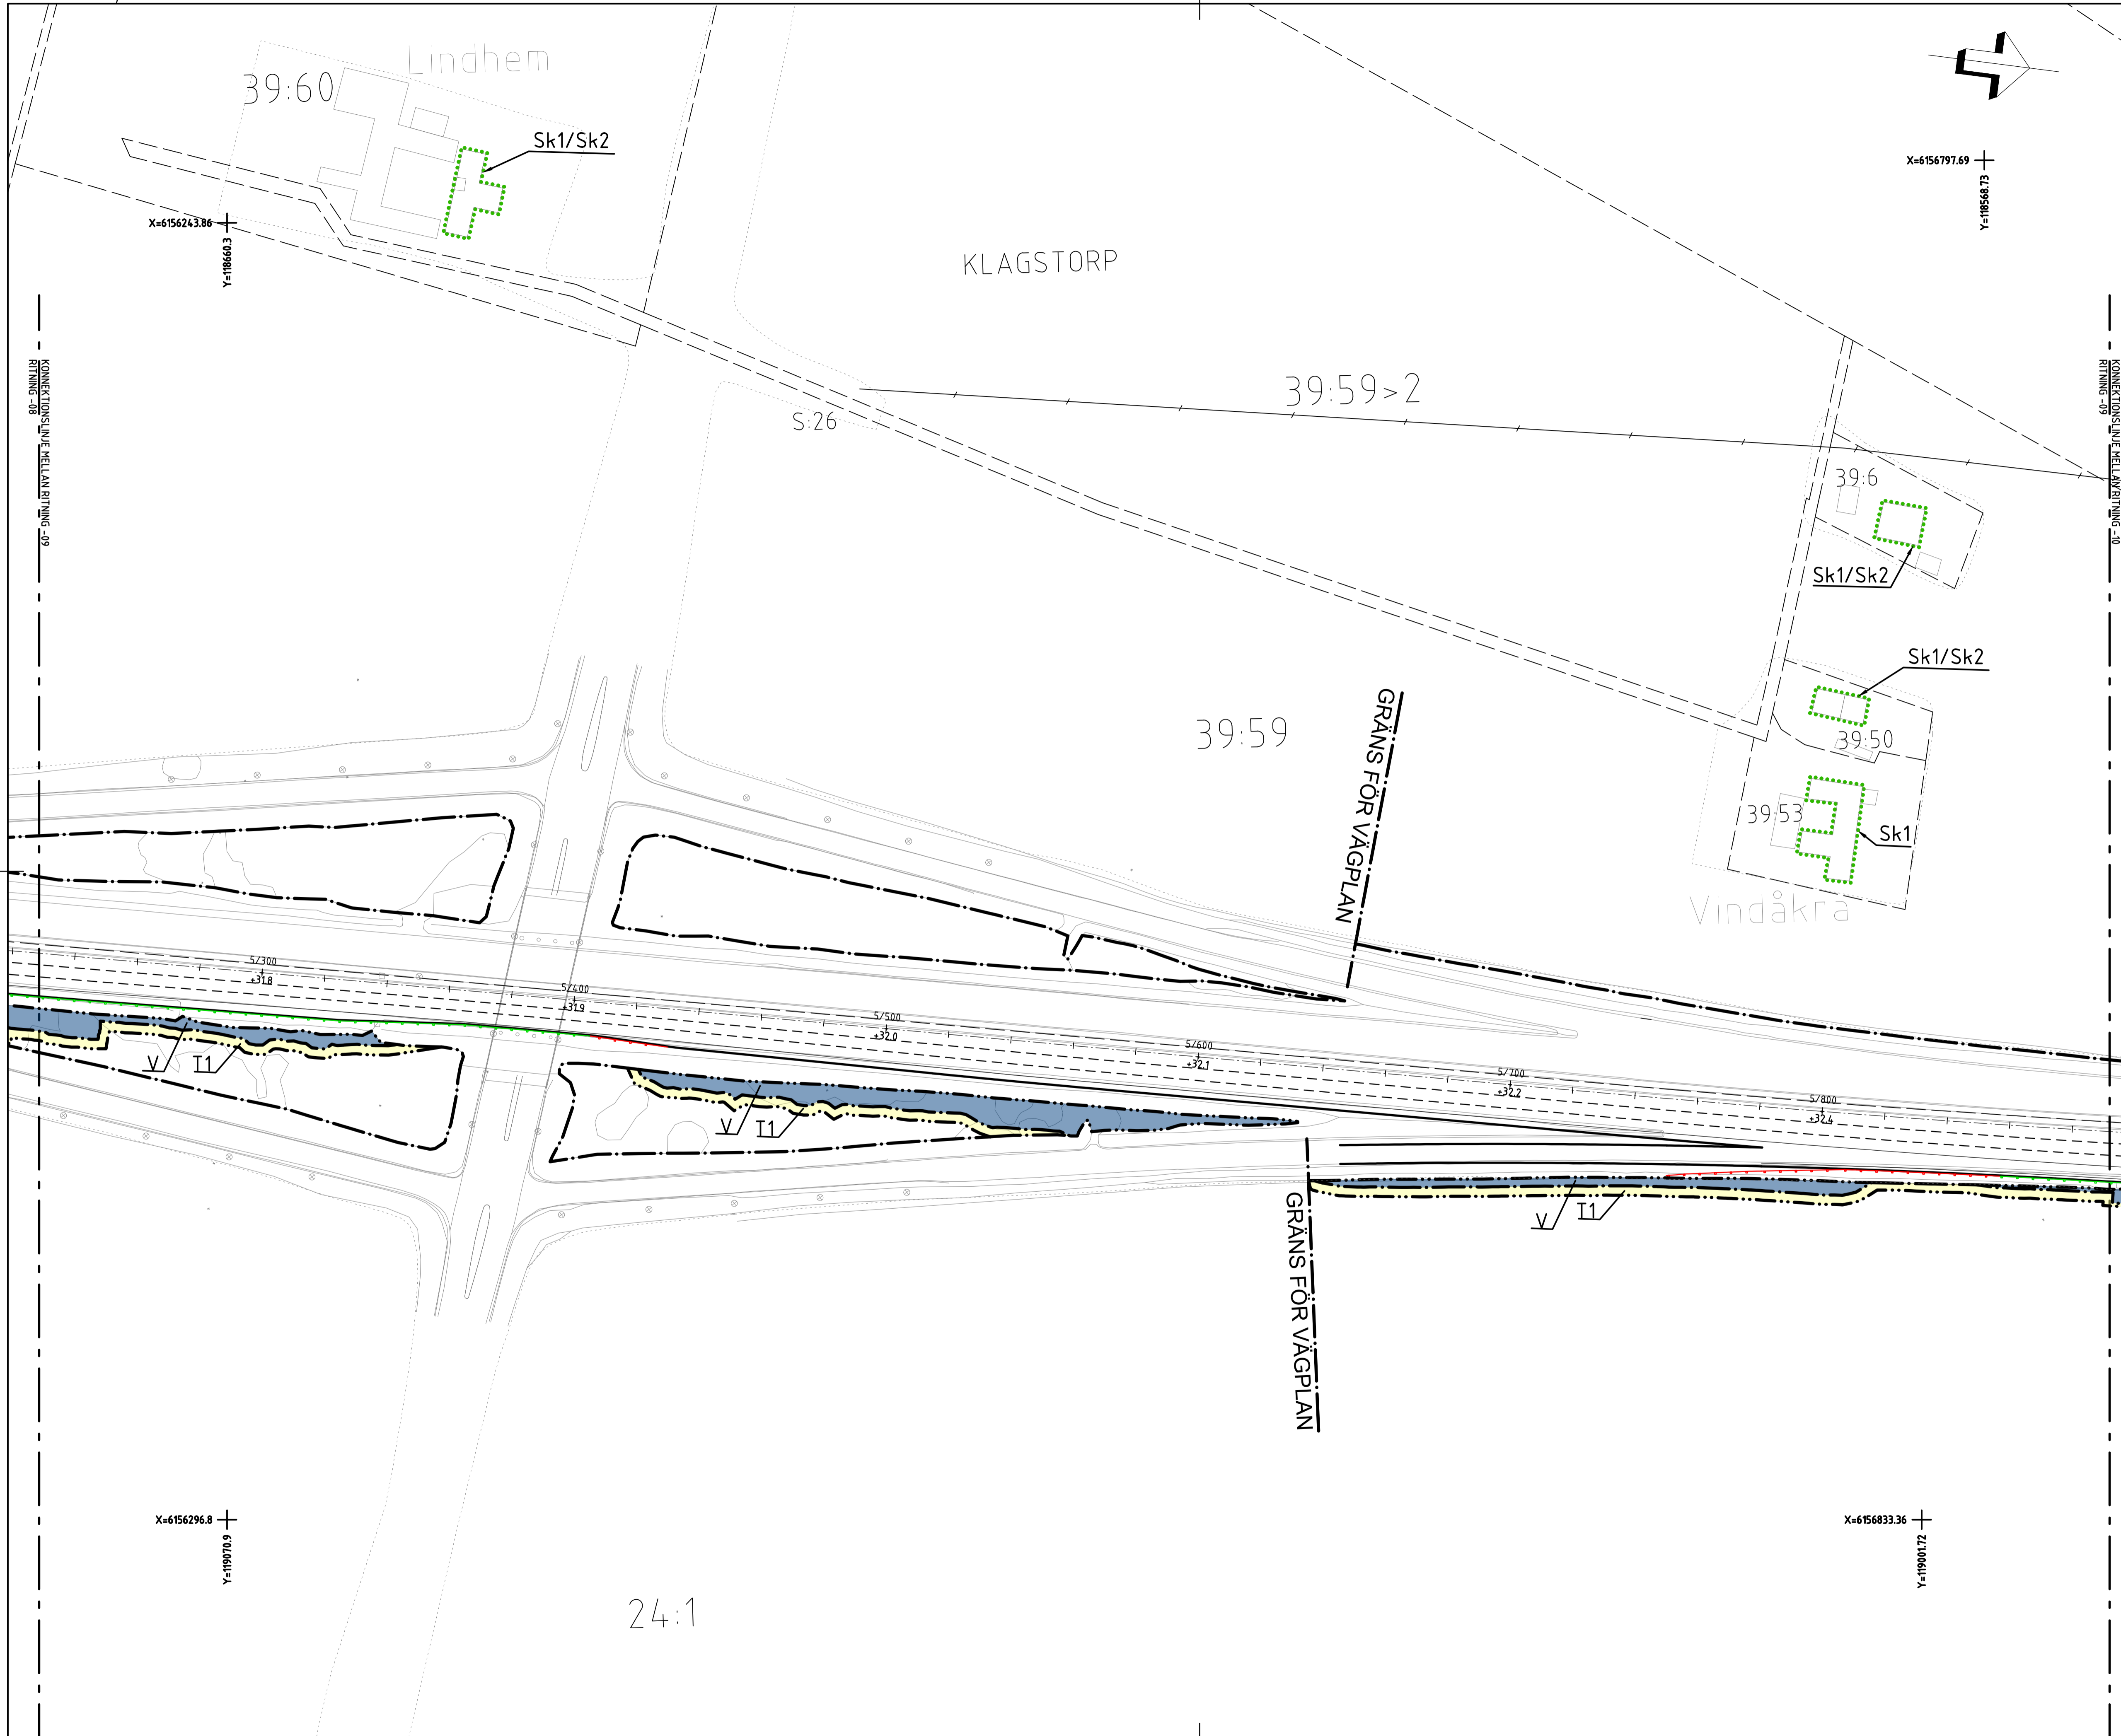 Lindhem
39:60
Sk1/Sk2
X=6156797.69
Y=118568.73
X=6156243.86
Y=118690.3
KLAGSTORP
KONNEKTIONSLINJE MELLAN RITNING -09
RITNING -08
KONNEKTIONSLINJE MELLAN RITNING -10
RITNING -09
39:59>2
S:26
39:6
Sk1/Sk2
Sk1/Sk2
39:59
GRÄNS FÖR VÄGPLAN
39:50
39:53
Sk1
Vindåkra
5/300
+31.8
5/400
+31.9
5/500
+32.0
5/600
+32.1
5/700
+32.2
5/800
+32.4
V
T1
V
T1
V
T1
GRÄNS FÖR VÄGPLAN
X=6156296.8
Y=119070.9
X=6156833.36
Y=119001.72
24:1